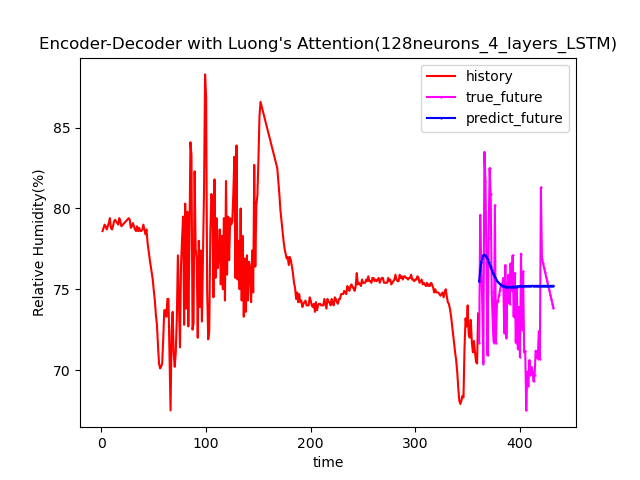 Encoder-Decoder with Luong's Attention(128neurons_4_layers_LSTM)
history
true_future
predict_future
Relative Humidity(%)
85
80
75
70
0 100 200 300 400
time